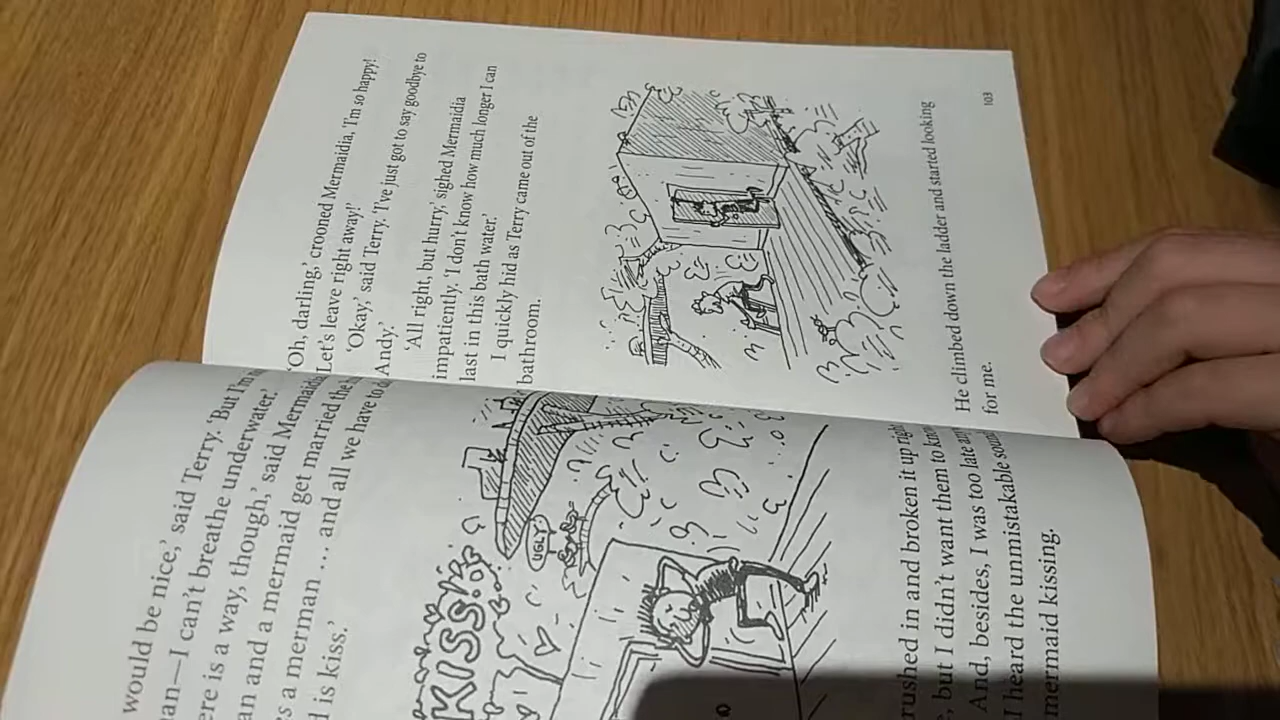 would be nice,' said Terry. 'But I'm
—I can't breathe underwater.'
is a way, though,' said Mermaidia
and a mermaid get married the
a merman ... and all we have to
is kiss.'
KISS!
UGLY
rushed in and broken it up right
but I didn't want them to know
And, besides, I was too late any
I heard the unmistakable sound
mermaid kissing.
'Oh, darling,' crooned Mermaidia, 'I'm so happy!
Let's leave right away!'
'Okay,' said Terry. 'I've just got to say goodbye to
Andy.'
'All right, but hurry,' sighed Mermaidia
impatiently. 'I don't know how much longer I can
last in this bath water.'
I quickly hid as Terry came out of the
bathroom.
He climbed down the ladder and started looking
for me.
103